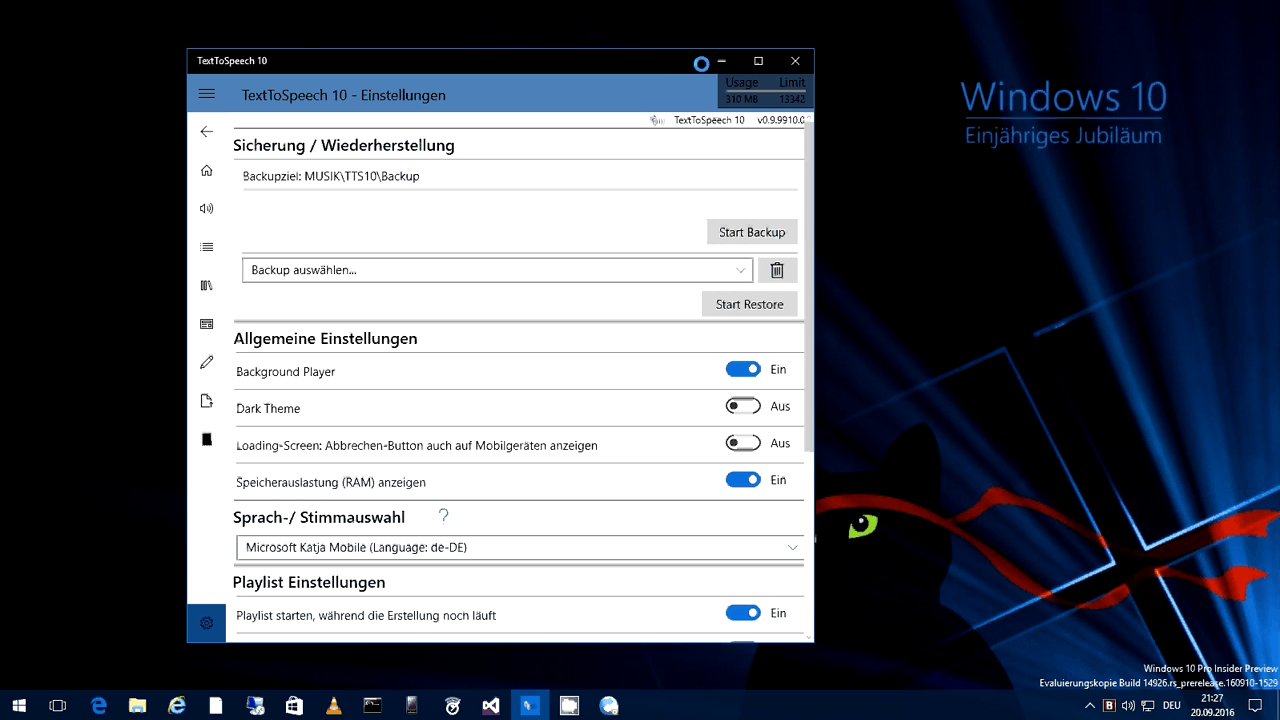 TextToSpeech 10
TextToSpeech 10 - Einstellungen
Usage Limit
310 MB 13342
TextToSpeech 10 v0.9.9910.0
Windows 10
Einjähriges Jubiläum
Sicherung / Wiederherstellung
Backupziel: MUSIK\TTS10\Backup
Start Backup
Backup auswählen...
Start Restore
Allgemeine Einstellungen
Background Player Ein
Dark Theme Aus
Loading-Screen: Abbrechen-Button auch auf Mobilgeräten anzeigen Aus
Speicherauslastung (RAM) anzeigen Ein
Sprach-/ Stimmauswahl ?
Microsoft Katja Mobile (Language: de-DE)
Playlist Einstellungen
Playlist starten, während die Erstellung noch läuft Ein
Windows 10 Pro Insider Preview
Evaluierungskopie Build 14926.rs_prerelease.160910-1529
DEU
21:27
20.09.2016